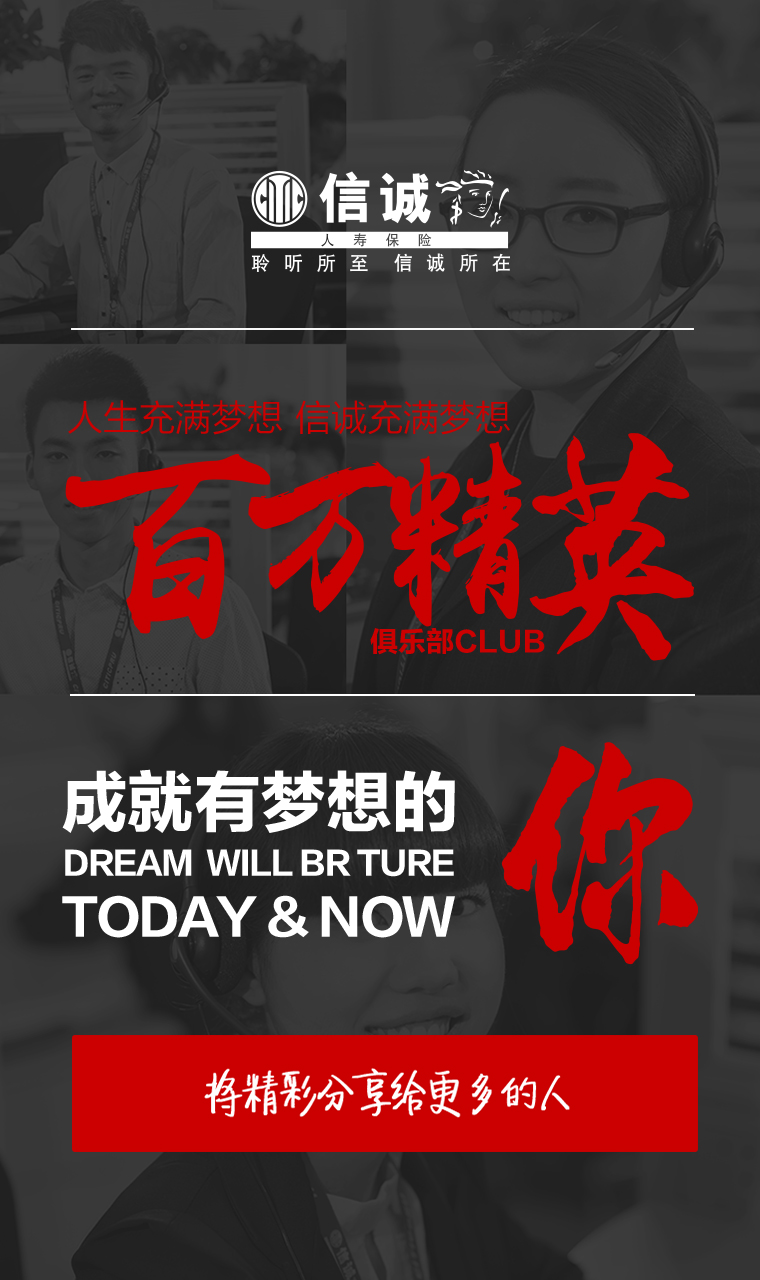 CITIC 信诚
人寿保险
聆听所至 信诚所在
人生充满梦想 信诚充满梦想
百万精英
俱乐部CLUB
成就有梦想的
你
DREAM WILL BR TURE
TODAY & NOW
将精彩分享给更多的人